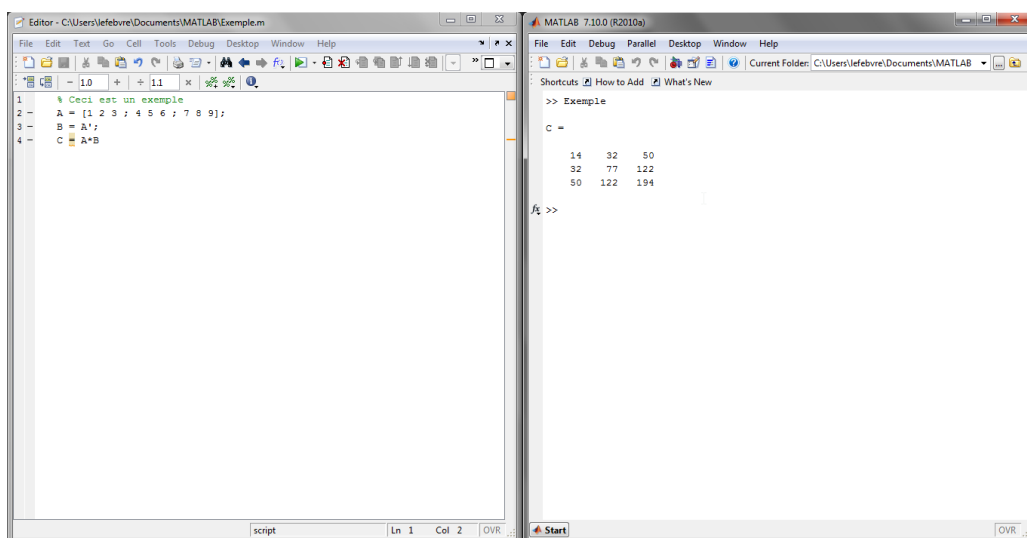 Editor - C:\Users\lefebvre\Documents\MATLAB\Exemple.m
File Edit Text Go Cell Tools Debug Desktop Window Help
- 1.0 + ÷ 1.1 ×
1 % Ceci est un exemple
2 - A = [1 2 3 ; 4 5 6 ; 7 8 9];
3 - B = A';
4 - C = A*B
script Ln 1 Col 2 OVR
MATLAB 7.10.0 (R2010a)
File Edit Debug Parallel Desktop Window Help
Current Folder: C:\Users\lefebvre\Documents\MATLAB
Shortcuts How to Add What's New
>> Exemple
C =
14 32 50
32 77 122
50 122 194
fx >>
Start OVR